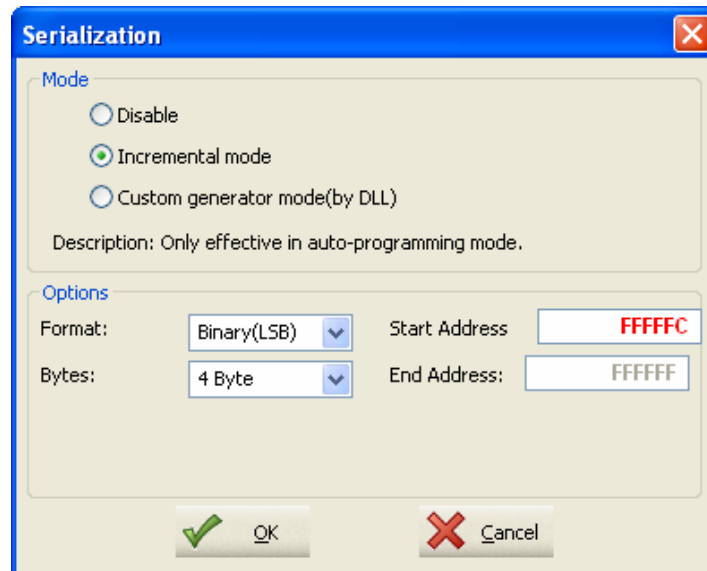 Serialization
Mode
Disable
Incremental mode
Custom generator mode(by DLL)
Description: Only effective in auto-programming mode.
Options
Format: Binary(LSB) Start Address FFFFFC
Bytes: 4 Byte End Address: FFFFFF
OK Cancel